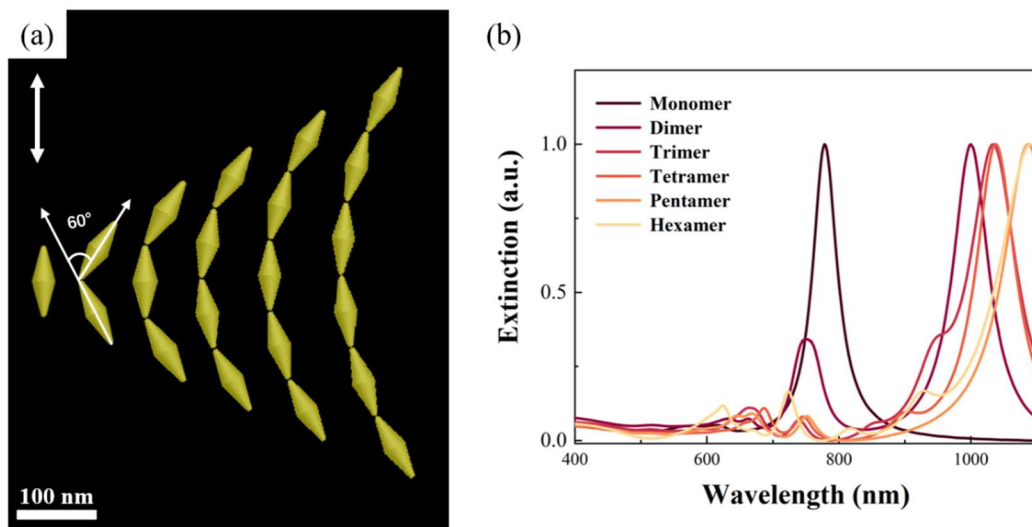 (a)
60°
100 nm
(b)
Extinction (a.u.)
1.0
0.5
0.0
Monomer
Dimer
Trimer
Tetramer
Pentamer
Hexamer
400 600 800 1000
Wavelength (nm)